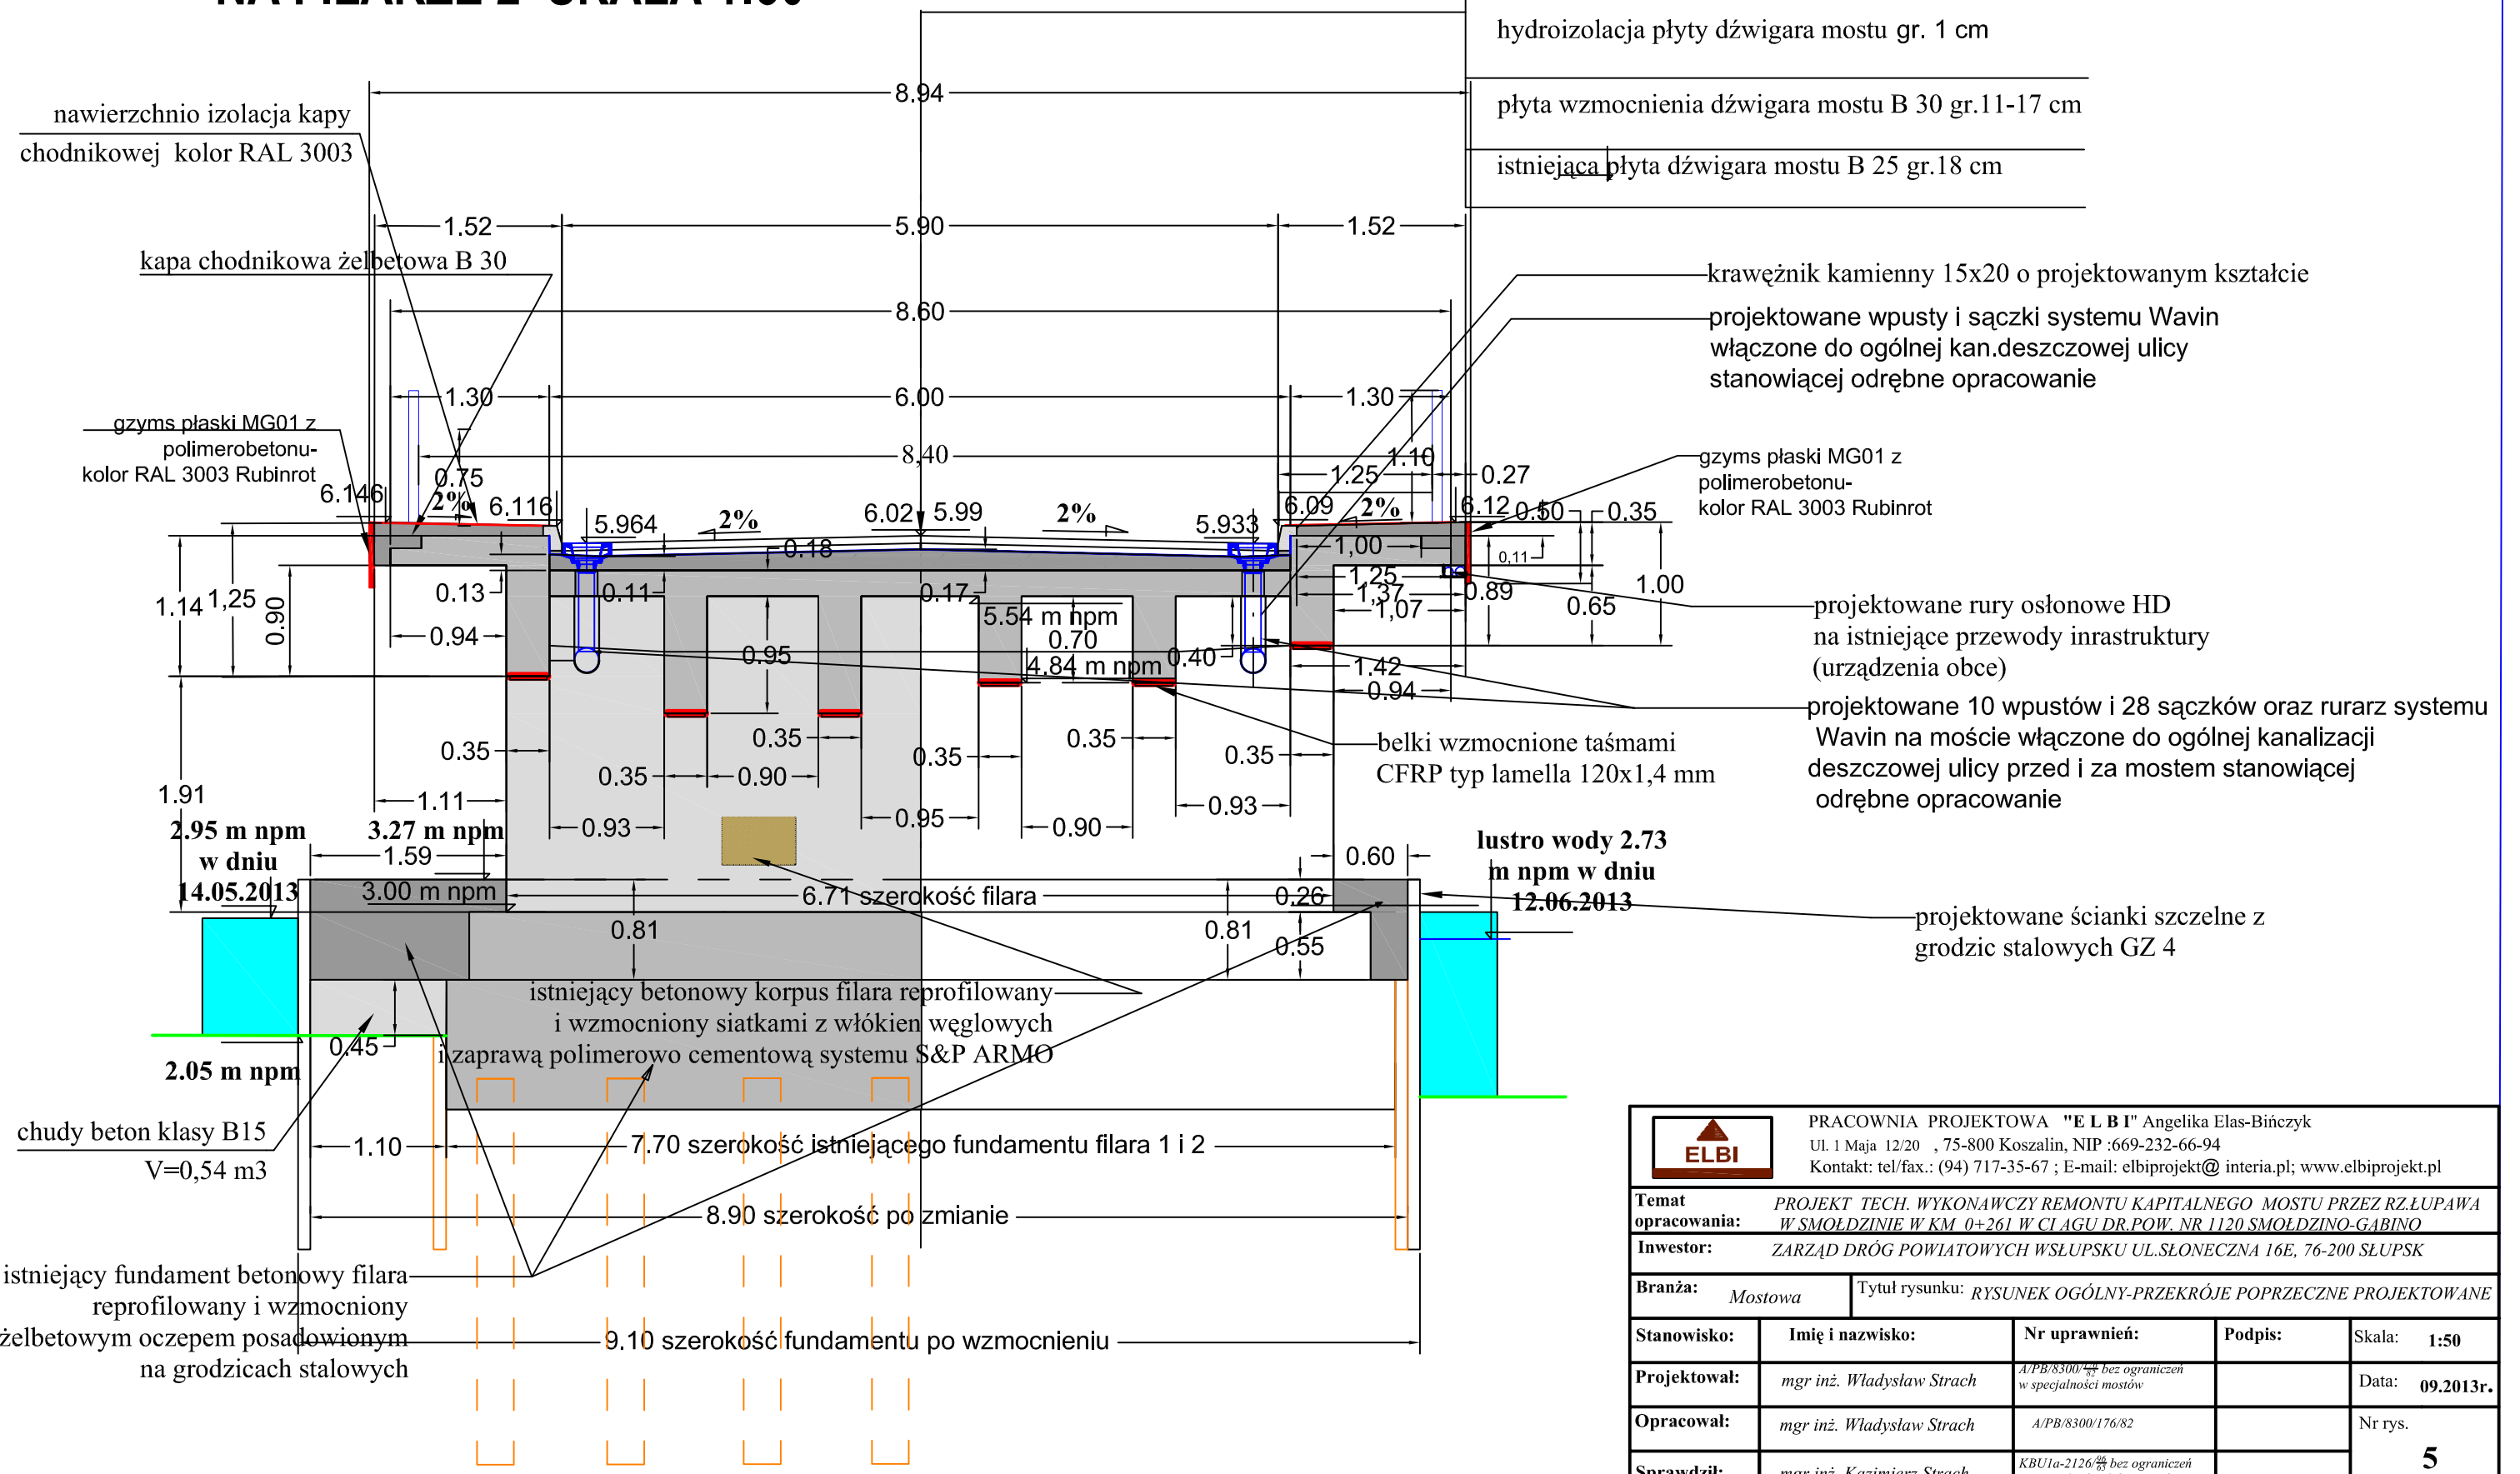 NA FILARZE 2 SKALA 1:50
hydroizolacja płyty dźwigara mostu gr. 1 cm
płyta wzmocnienia dźwigara mostu B 30 gr.11-17 cm
istniejąca płyta dźwigara mostu B 25 gr.18 cm
8.94
nawierzchnio izolacja kapy
chodnikowej kolor RAL 3003
1.52
5.90
1.52
kapa chodnikowa żelbetowa B 30
krawężnik kamienny 15x20 o projektowanym kształcie
8.60
projektowane wpusty i sączki systemu Wavin
włączone do ogólnej kan.deszczowej ulicy
stanowiącej odrębne opracowanie
1.30
6.00
1.30
gzyms płaski MG01 z
polimerobetonu-
kolor RAL 3003 Rubinrot
8,40
1.10
1.25
0.27
gzyms płaski MG01 z
polimerobetonu-
kolor RAL 3003 Rubinrot
0.75
6.146
2%
6.116
5.964
2%
6.02
5.99
2%
5.933
6.09
2%
6.12
0.50
0.35
0.18
1,00
0,11
1.14
1,25
0.90
0.13
0.11
0.17
1,25
1,37
1,07
0.89
0.65
1.00
0.94
5.54 m npm
0.70
4.84 m npm
0.95
0.40
1.42
0.94
projektowane rury osłonowe HD
na istniejące przewody inrastruktury
(urządzenia obce)
projektowane 10 wpustów i 28 sączków oraz rurarz systemu
Wavin na moście włączone do ogólnej kanalizacji
deszczowej ulicy przed i za mostem stanowiącej
odrębne opracowanie
0.35
0.35
0.90
0.35
0.35
0.35
0.35
belki wzmocnione taśmami
CFRP typ lamella 120x1,4 mm
1.91
1.11
0.93
0.95
0.90
0.93
2.95 m npm
w dniu
14.05.2013
3.27 m npm
1.59
3.00 m npm
6.71 szerokość filara
0.60
0.26
lustro wody 2.73
m npm w dniu
12.06.2013
0.81
0.81
0.55
projektowane ścianki szczelne z
grodzic stalowych GZ 4
istniejący betonowy korpus filara reprofilowany
i wzmocniony siatkami z włókien węglowych
i zaprawą polimerowo cementową systemu S&P ARMO
0.45
2.05 m npm
chudy beton klasy B15
V=0,54 m3
1.10
7.70 szerokość istniejącego fundamentu filara 1 i 2
8.90 szerokość po zmianie
istniejący fundament betonowy filara
reprofilowany i wzmocniony
żelbetowym oczepem posadowionym
na grodzicach stalowych
9.10 szerokość fundamentu po wzmocnieniu
ELBI
PRACOWNIA PROJEKTOWA "E L B I" Angelika Elas-Bińczyk
Ul. 1 Maja 12/20 , 75-800 Koszalin, NIP :669-232-66-94
Kontakt: tel/fax.: (94) 717-35-67 ; E-mail: elbiprojekt@ interia.pl; www.elbiprojekt.pl
Temat opracowania:
PROJEKT TECH. WYKONAWCZY REMONTU KAPITALNEGO MOSTU PRZEZ RZ.ŁUPAWA
W SMOŁDZINIE W KM 0+261 W CI AGU DR.POW. NR 1120 SMOŁDZINO-GĄBINO
Inwestor: ZARZĄD DRÓG POWIATOWYCH WSŁUPSKU UL.SŁONECZNA 16E, 76-200 SŁUPSK
Branża: Mostowa
Tytuł rysunku: RYSUNEK OGÓLNY-PRZEKRÓJE POPRZECZNE PROJEKTOWANE
Stanowisko: Imię i nazwisko: Nr uprawnień: Podpis: Skala: 1:50
Projektował: mgr inż. Władysław Strach A/PB/8300/ bez ograniczeń
w specjalności mostów
Data: 09.2013r.
Opracował: mgr inż. Władysław Strach A/PB/8300/176/82 Nr rys.
5
Sprawdził: mgr inż. Kazimierz Strach KBU1a-2126/ bez ograniczeń